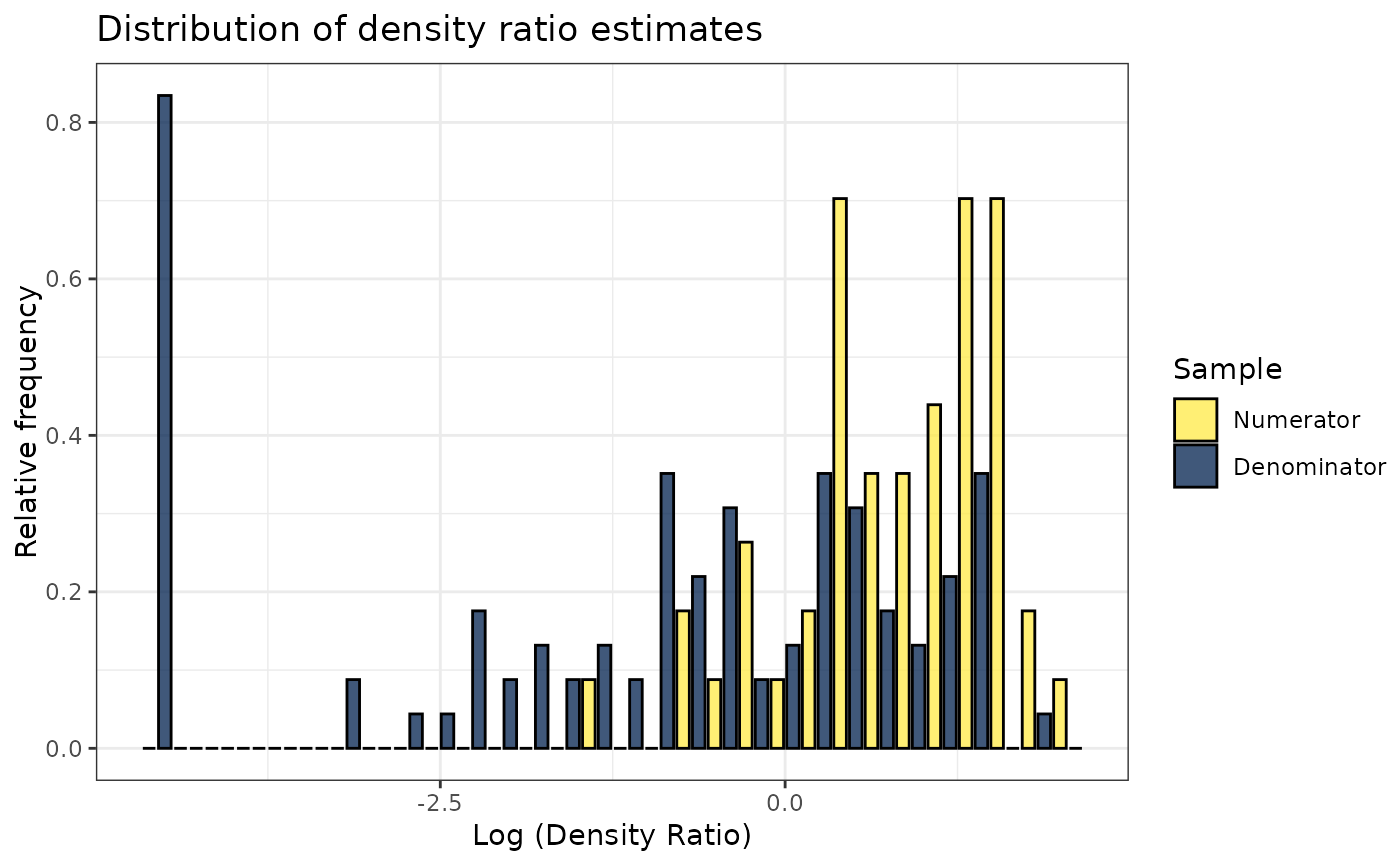 Distribution of density ratio estimates
Relative frequency
0.8
0.6
0.4
0.2
0.0
-2.5
0.0
Log (Density Ratio)
Sample
Numerator
Denominator